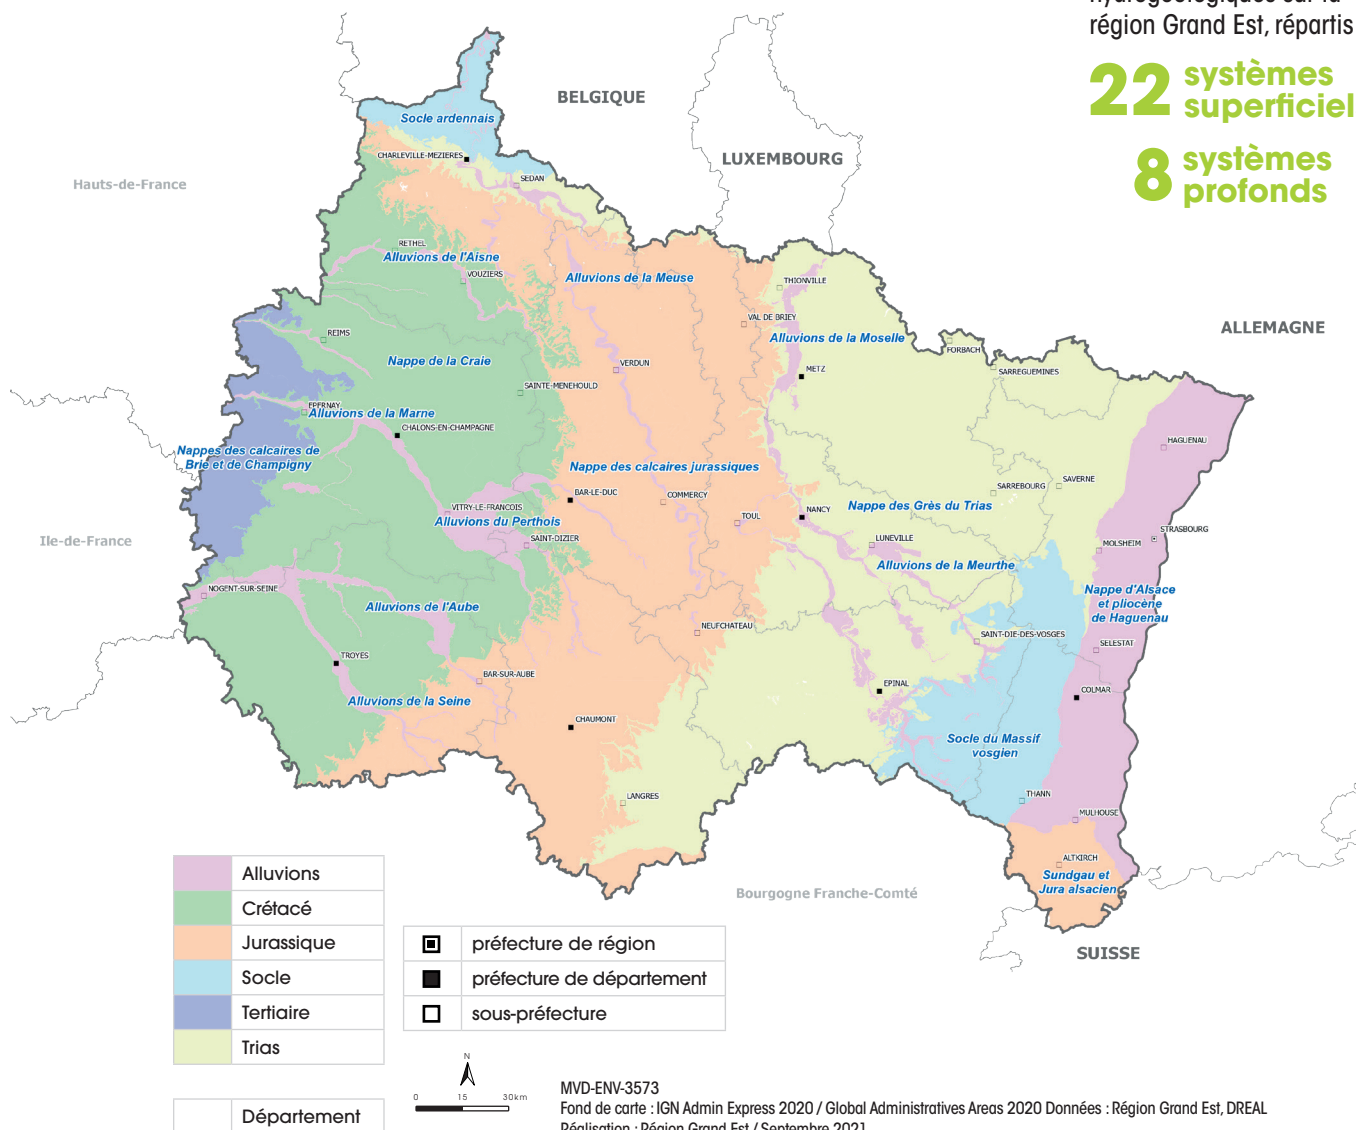 région Grand Est, répartis
22 systèmes
superficiel
8 systèmes
profonds
BELGIQUE
LUXEMBOURG
ALLEMAGNE
SUISSE
Hauts-de-France
Ile-de-France
Bourgogne Franche-Comté
Socle ardennais
CHARLEVILLE-MEZIERES
SEDAN
RETHEL
Alluvions de l'Aisne
VOUZIERS
Alluvions de la Meuse
THIONVILLE
VAL DE BRIEY
Alluvions de la Moselle
FORBACH
SARREGUEMINES
REIMS
Nappe de la Craie
VERDUN
METZ
SAINTE-MENEHOULD
EPERNAY
Alluvions de la Marne
CHALONS-EN-CHAMPAGNE
HAGUENAU
Nappes des calcaires de
Brie et de Champigny
Nappe des calcaires jurassiques
SARREBOURG
SAVERNE
BAR-LE-DUC
COMMERCY
Nappe des Grès du Trias
VITRY-LE-FRANCOIS
Alluvions du Perthois
TOUL
NANCY
STRASBOURG
SAINT-DIZIER
LUNEVILLE
MOLSHEIM
Alluvions de la Meurthe
NOGENT-SUR-SEINE
Alluvions de l'Aube
Nappe d'Alsace
et pliocène
de Haguenau
NEUFCHATEAU
SAINT-DIE-DES-VOSGES
SELESTAT
TROYES
BAR-SUR-AUBE
EPINAL
COLMAR
Alluvions de la Seine
CHAUMONT
Socle du Massif
vosgien
LANGRES
THANN
MULHOUSE
ALTKIRCH
Sundgau et
Jura alsacien
Alluvions
Crétacé
Jurassique
Socle
Tertiaire
Trias
Département
préfecture de région
préfecture de département
sous-préfecture
N
0 15 30km
MVD-ENV-3573
Fond de carte : IGN Admin Express 2020 / Global Administratives Areas 2020 Données : Région Grand Est, DREAL
Réalisation : Région Grand Est / Septembre 2021